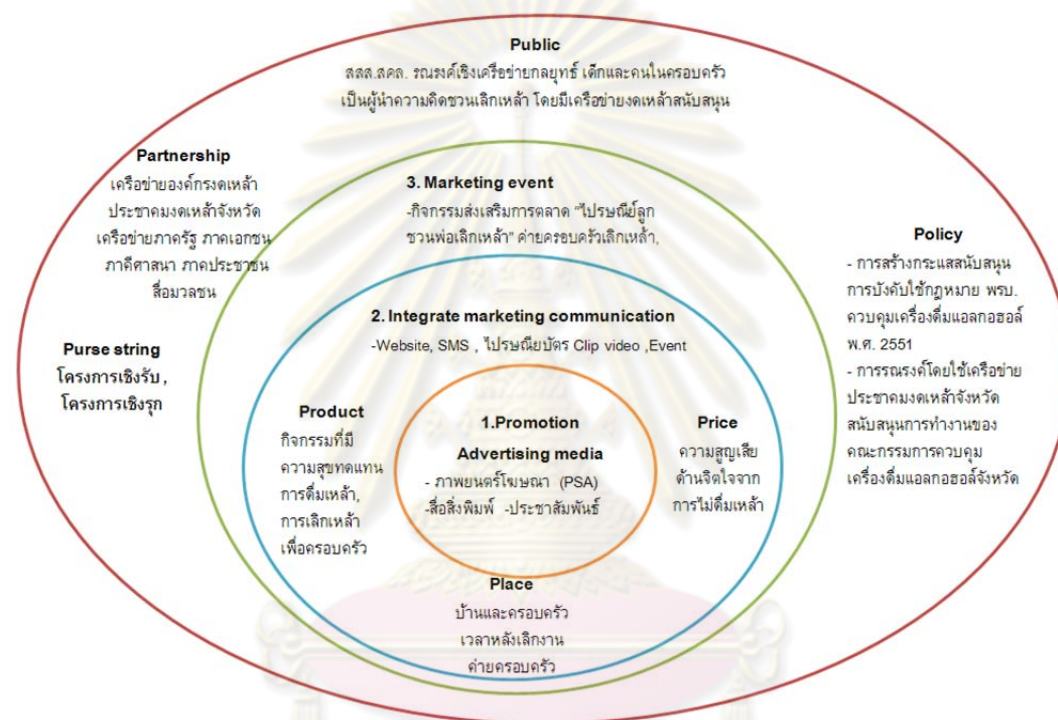 Public
สสส.สคล. รณรงค์เชิงเครือข่ายกลยุทธ์ เด็กและคนในครอบครัว
เป็นผู้นำความคิดชวนเลิกเหล้า โดยมีเครือข่ายงดเหล้าสนับสนุน
Partnership
เครือข่ายองค์กรงดเหล้า
ประชาคมงดเหล้าจังหวัด
เครือข่ายภาครัฐ ภาคเอกชน
ภาคีศาสนา ภาคประชาชน
สื่อมวลชน
Purse string
โครงการเชิงรับ ,
โครงการเชิงรุก
3. Marketing event
-กิจกรรมส่งเสริมการตลาด "ไปรษณีย์ลูก
ชวนพ่อเลิกเหล้า" ค่ายครอบครัวเลิกเหล้า,
Policy
- การสร้างกระแสสนับสนุน
การบังคับใช้กฎหมาย พรบ.
ควบคุมเครื่องดื่มแอลกอฮอล์
พ.ศ. 2551
- การรณรงค์โดยใช้เครือข่าย
ประชาคมงดเหล้าจังหวัด
สนับสนุนการทำงานของ
คณะกรรมการควบคุม
เครื่องดื่มแอลกอฮอล์จังหวัด
2. Integrate marketing communication
-Website, SMS , ไปรษณียบัตร Clip video ,Event
Product
กิจกรรมที่มี
ความสุขทดแทน
การดื่มเหล้า,
การเลิกเหล้า
เพื่อครอบครัว
1.Promotion
Advertising media
- ภาพยนตร์โฆษณา (PSA)
-สื่อสิ่งพิมพ์ -ประชาสัมพันธ์
Price
ความสูญเสีย
ด้านจิตใจจาก
การไม่ดื่มเหล้า
Place
บ้านและครอบครัว
เวลาหลังเลิกงาน
ค่ายครอบครัว